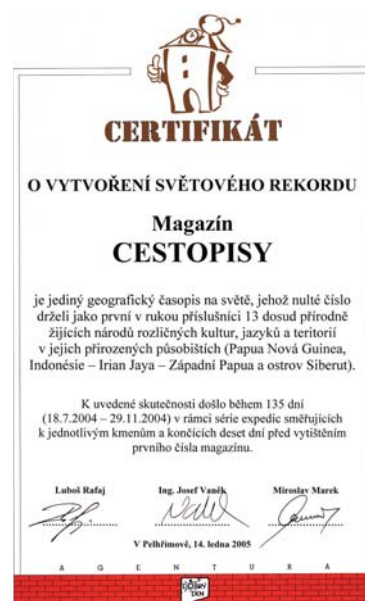 CERTIFIKÁT
O VYTVOŘENÍ SVĚTOVÉHO REKORDU
Magazín
CESTOPISY
je jediný geografický časopis na světě, jehož nulté číslo
drželi jako první v rukou příslušníci 13 dosud přírodně
žijících národů rozličných kultur, jazyků a teritorií
v jejich přirozených působištích (Papua Nová Guinea,
Indonésie – Irian Jaya – Západní Papua a ostrov Siberut).
K uvedené skutečnosti došlo během 135 dní
(18.7.2004 – 29.11.2004) v rámci série expedic směřujících
k jednotlivým kmenům a končících deset dní před vytištěním
prvního čísla magazínu.
Luboš Rafaj Ing. Josef Vaněk Miroslav Marek
V Pelhřimově, 14. ledna 2005
A G E N T U R A
DOBRÝ
DEN